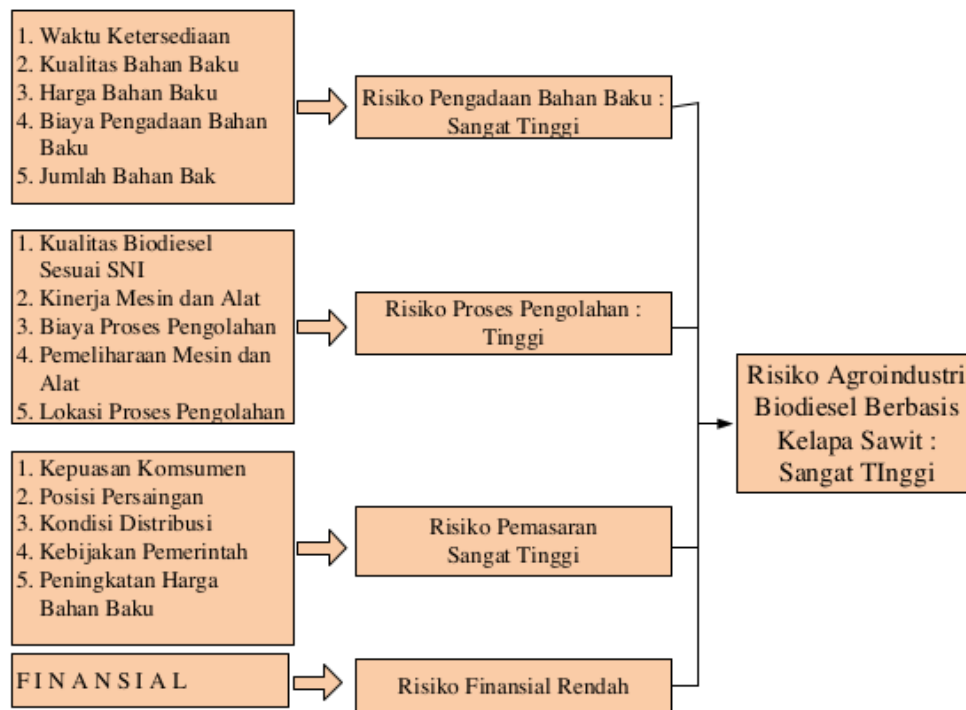 1. Waktu Ketersediaan
2. Kualitas Bahan Baku
3. Harga Bahan Baku
4. Biaya Pengadaan Bahan
Baku
5. Jumlah Bahan Bak
Risiko Pengadaan Bahan Baku :
Sangat Tinggi
1. Kualitas Biodiesel
Sesuai SNI
2. Kinerja Mesin dan Alat
3. Biaya Proses Pengolahan
4. Pemeliharaan Mesin dan
Alat
5. Lokasi Proses Pengolahan
Risiko Proses Pengolahan :
Tinggi
1. Kepuasan Komsumen
2. Posisi Persaingan
3. Kondisi Distribusi
4. Kebijakan Pemerintah
5. Peningkatan Harga
Bahan Baku
Risiko Pemasaran
Sangat Tinggi
F I N A N S I A L
Risiko Finansial Rendah
Risiko Agroindustri
Biodiesel Berbasis
Kelapa Sawit :
Sangat TInggi